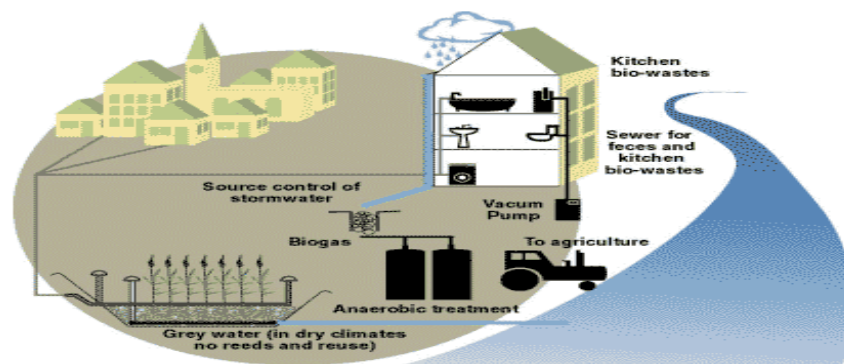 Kitchen
bio-wastes
Sewer for
feces and
kitchen
bio-wastes
Source control of
stormwater
Vacum
Pump
Biogas
To agriculture
Anaerobic treatment
Grey water (in dry climates
no reeds and reuse)